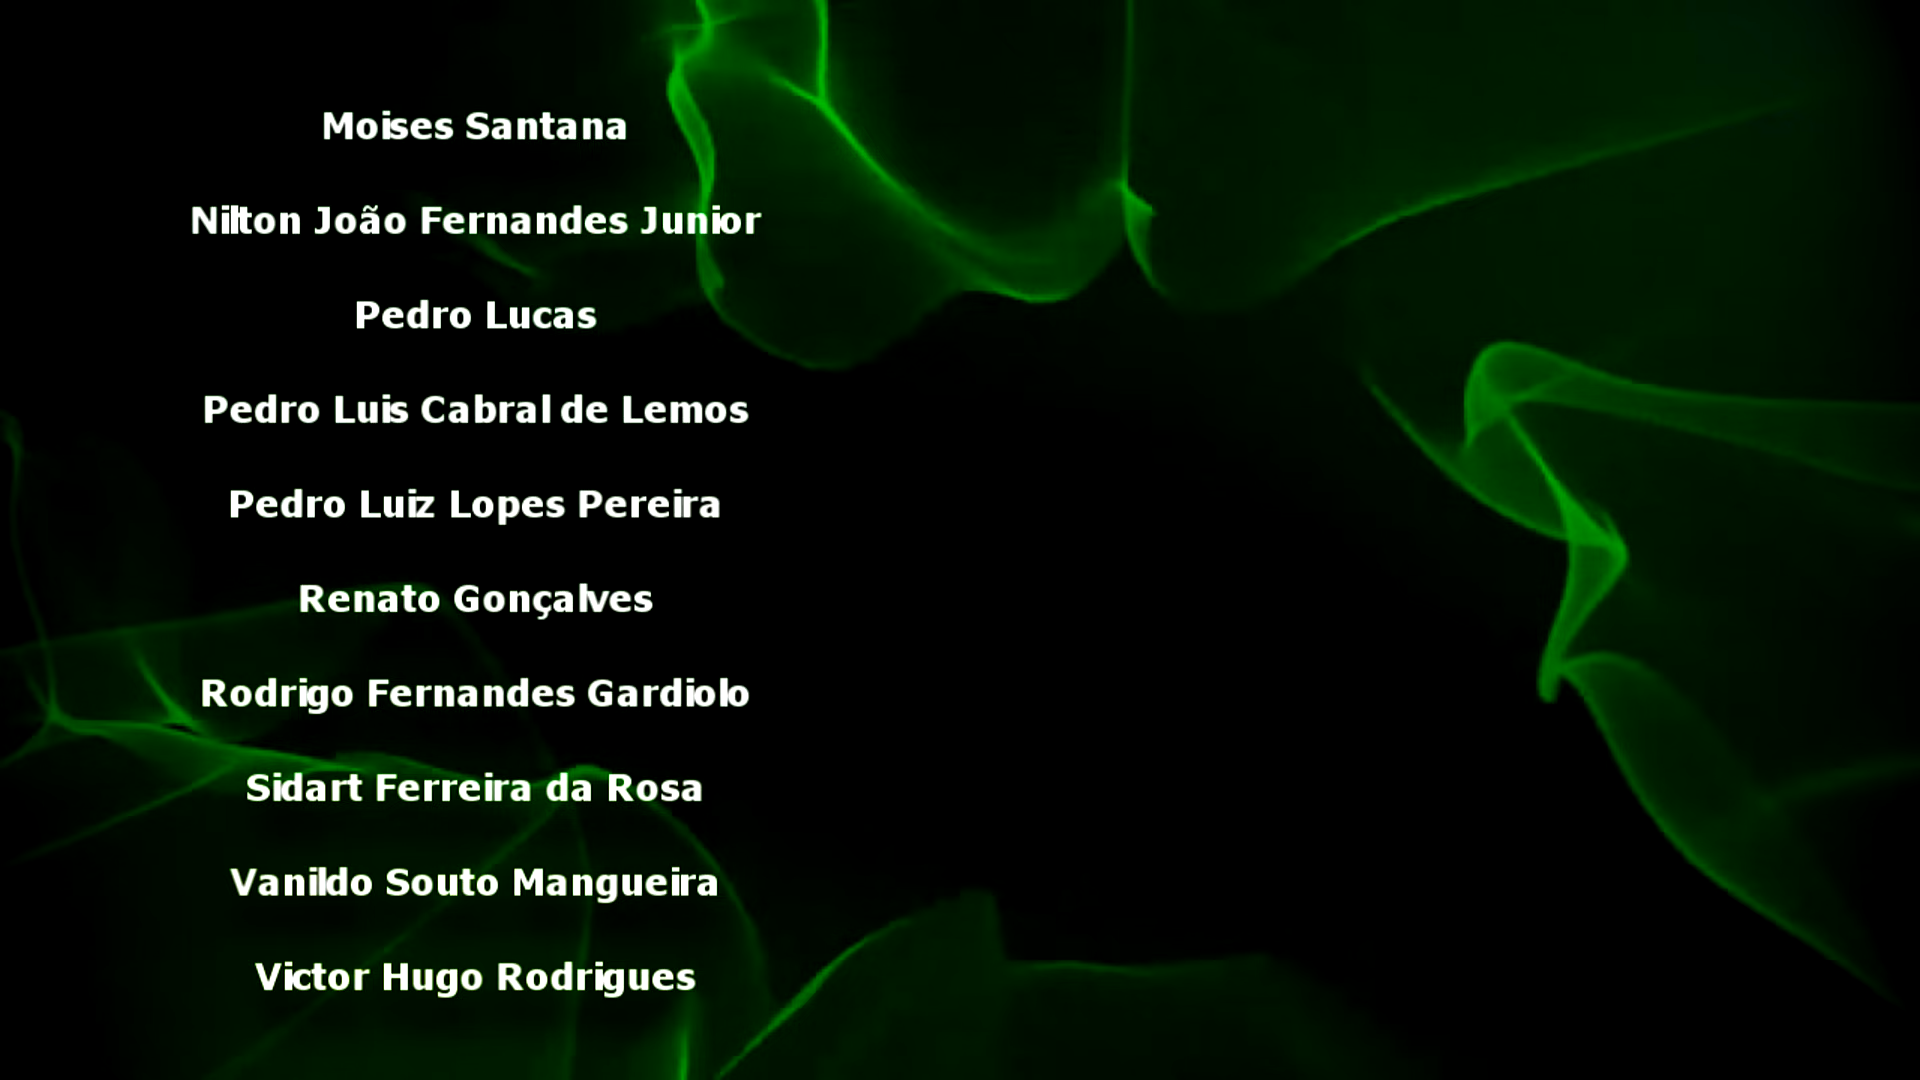 Moises Santana
Nilton João Fernandes Junior
Pedro Lucas
Pedro Luis Cabral de Lemos
Pedro Luiz Lopes Pereira
Renato Gonçalves
Rodrigo Fernandes Gardiolo
Sidart Ferreira da Rosa
Vanildo Souto Mangueira
Victor Hugo Rodrigues